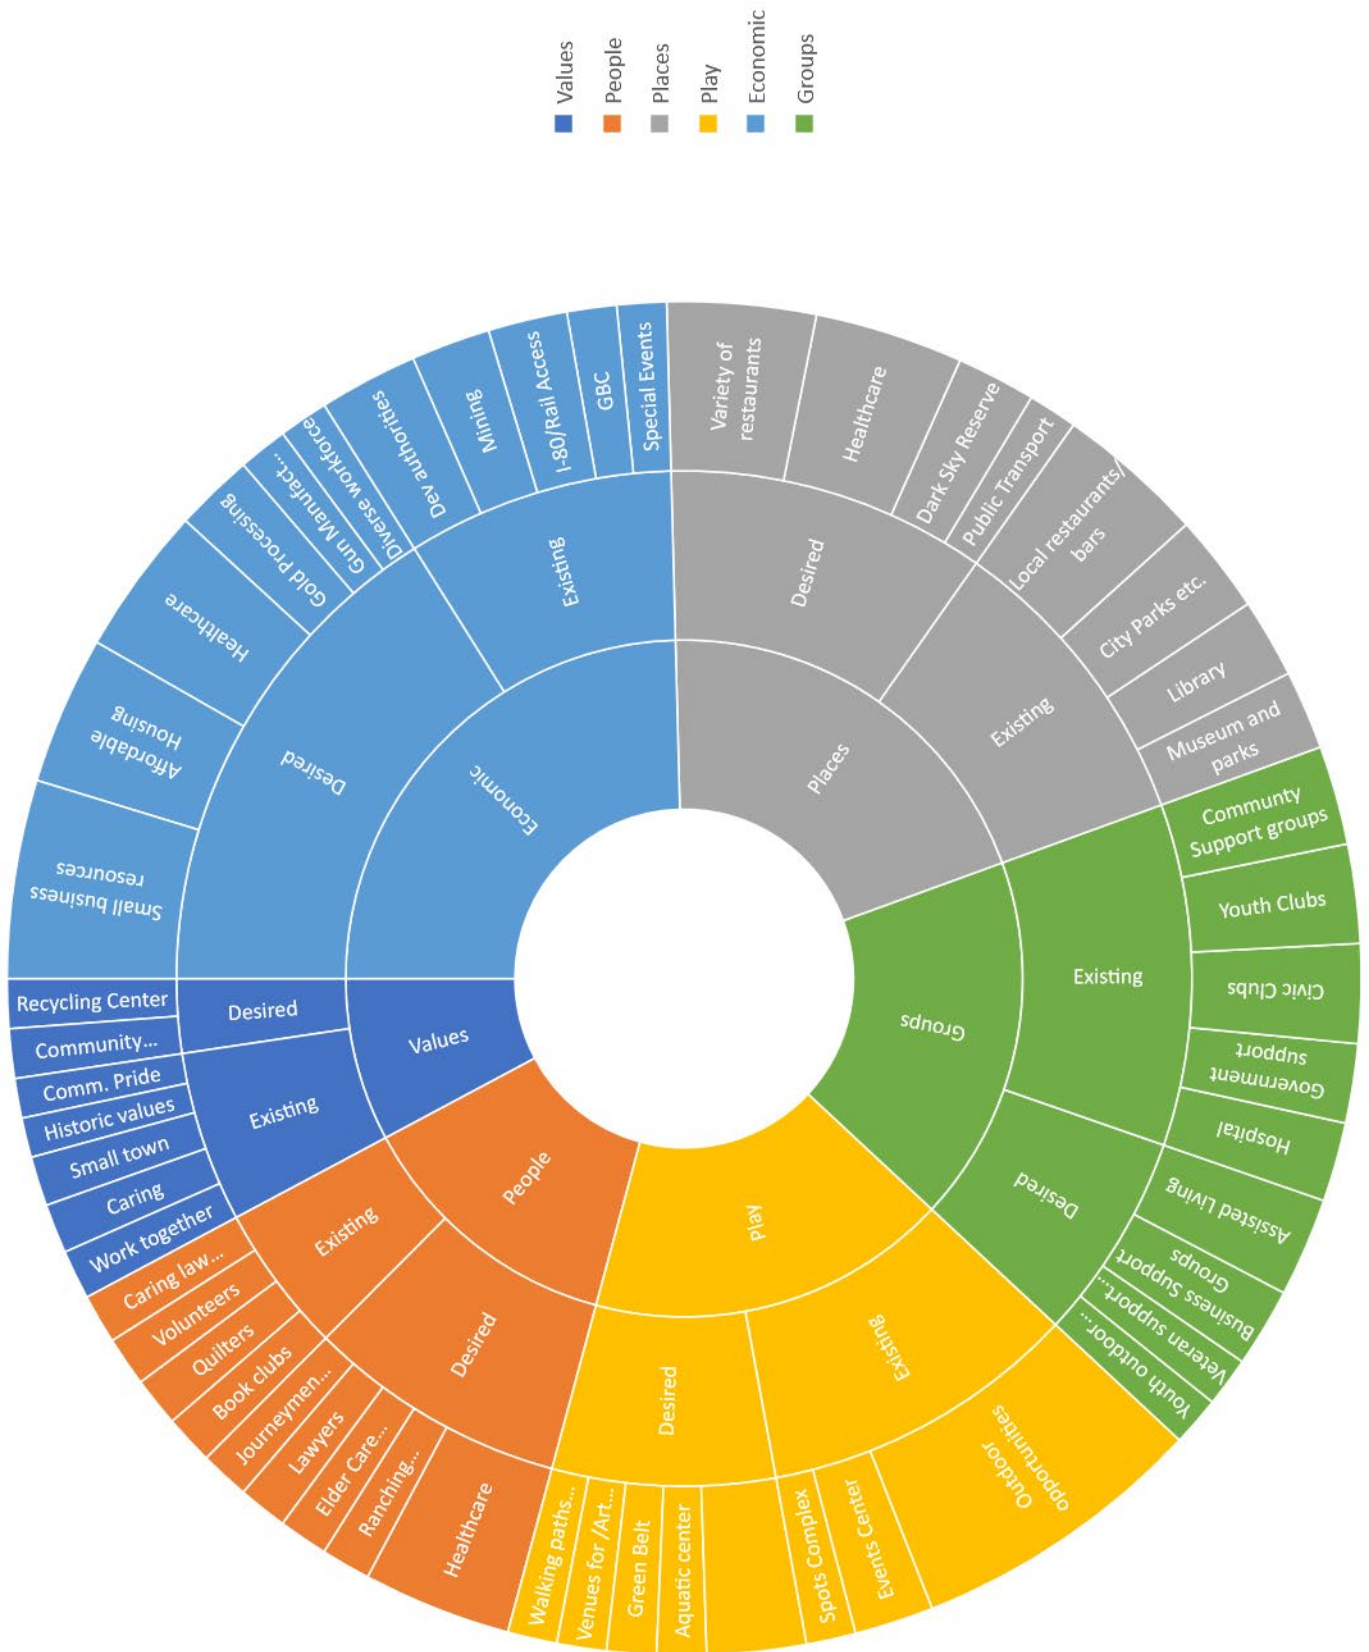 Values
People
Places
Play
Economic
Groups
Economic
Existing
Special Events
GBC
I-80/Rail Access
Mining
Dev authorities
Desired
Diverse workforce
Gun Manufact...
Gold Processing
Healthcare
Affordable
Housing
Small business
resources
Places
Desired
Variety of
restaurants
Healthcare
Dark Sky Reserve
Public Transport
Existing
Local restaurants/
bars
City Parks etc.
Library
Museum and
parks
Groups
Existing
Communty
Support groups
Youth Clubs
Civic Clubs
Government
support
Hospital
Desired
Assisted Living
Business Support
Groups
Veteran support...
Youth outdoor...
Play
Existing
Outdoor
opportunities
Events Center
Spots Complex
Desired
Aquatic center
Green Belt
Venues for /Art...
Walking paths...
People
Desired
Healthcare
Ranching...
Elder Care...
Lawyers
Journeymen...
Existing
Book clubs
Quilters
Volunteers
Caring law...
Values
Existing
Work together
Caring
Small town
Historic values
Comm. Pride
Desired
Community...
Recycling Center